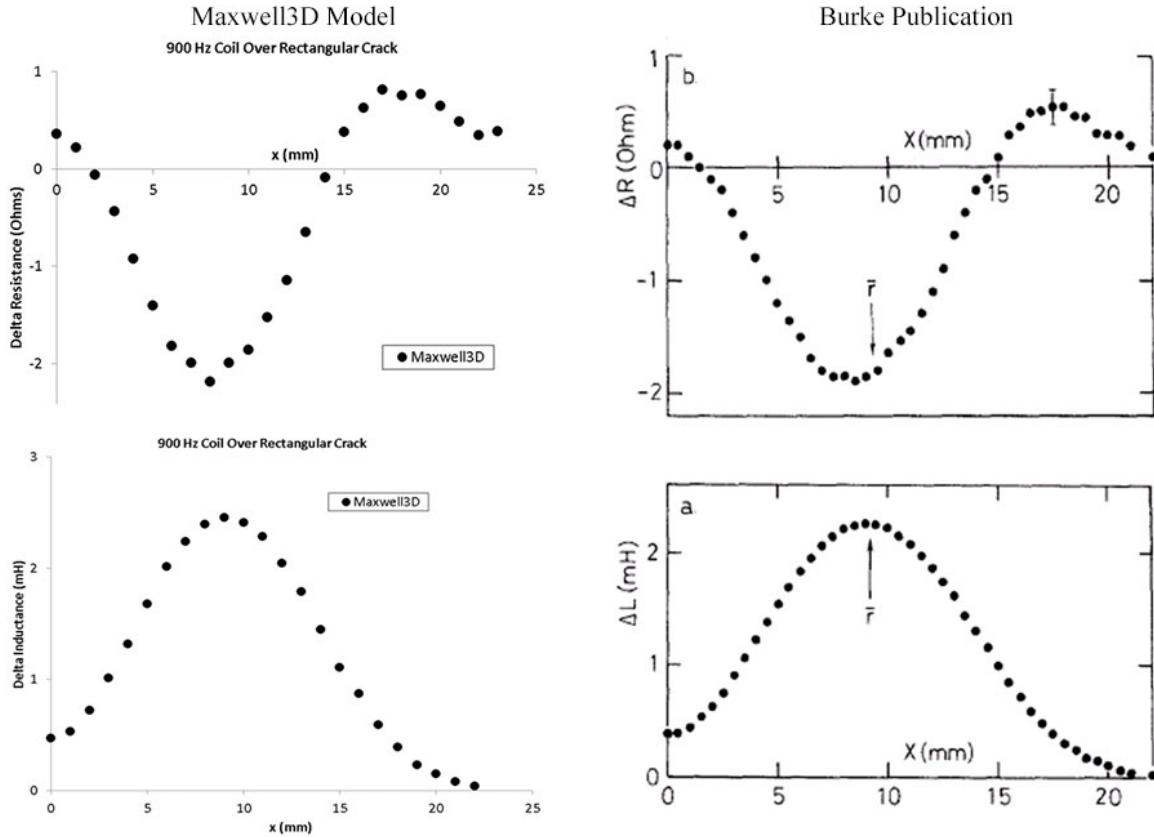 Maxwell3D Model
Burke Publication
900 Hz Coil Over Rectangular Crack
1
0
-1
-2
0
5
10
15
20
25
x (mm)
Delta Resistance (Ohms)
Maxwell3D
b.
1
0
-1
-2
5
10
15
20
X (mm)
ΔR (Ohm)
r̄
900 Hz Coil Over Rectangular Crack
3
2
1
0
0
5
10
15
20
25
x (mm)
Delta Inductance (mH)
Maxwell3D
a.
2
1
0
0
5
10
15
20
X (mm)
ΔL (mH)
r̄